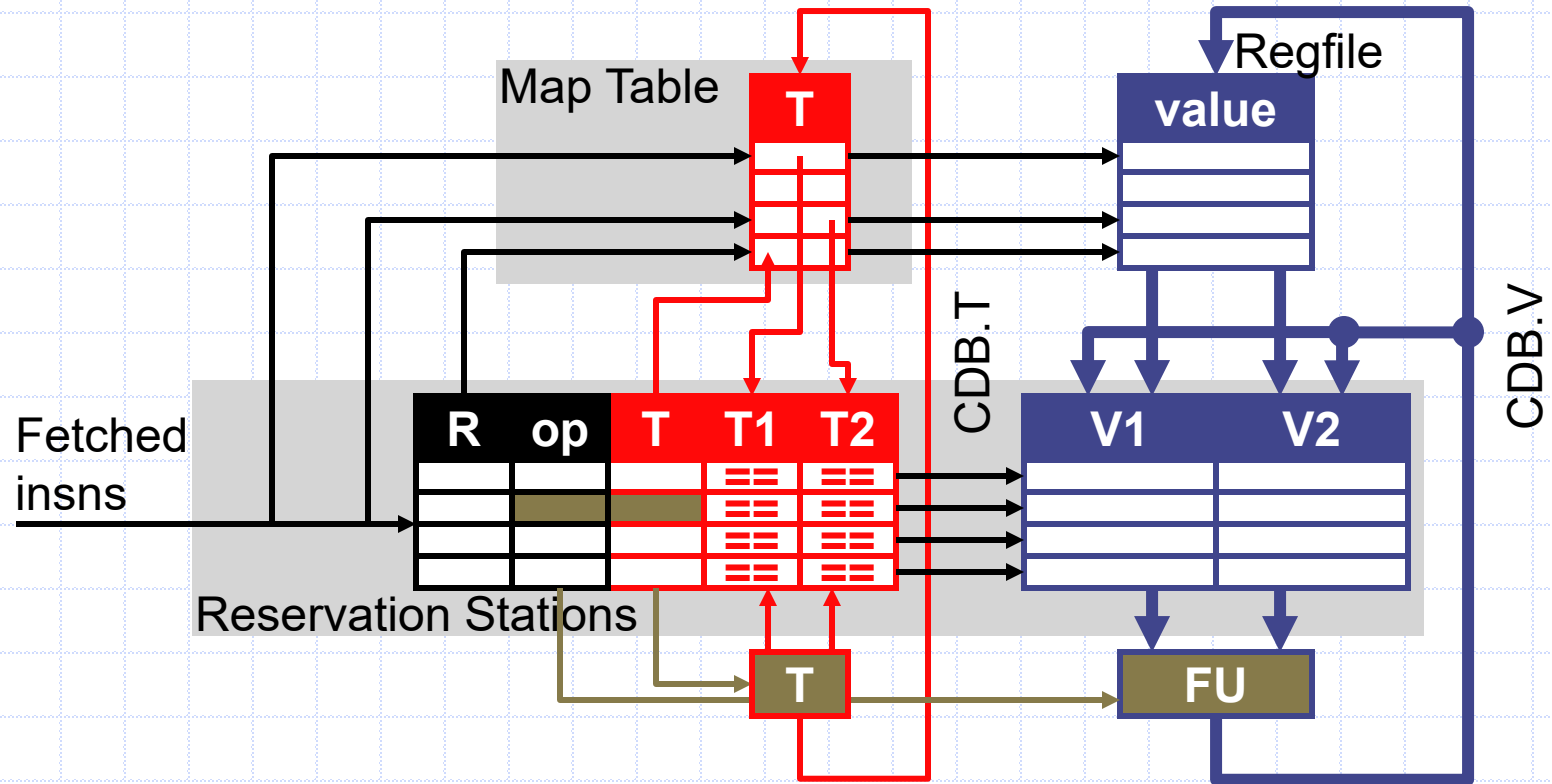 Regfile
Map Table
T
value
CDB.T
CDB.V
Fetched
insns
R op T T1 T2
V1 V2
== ==
== ==
== ==
== ==
Reservation Stations
T
FU